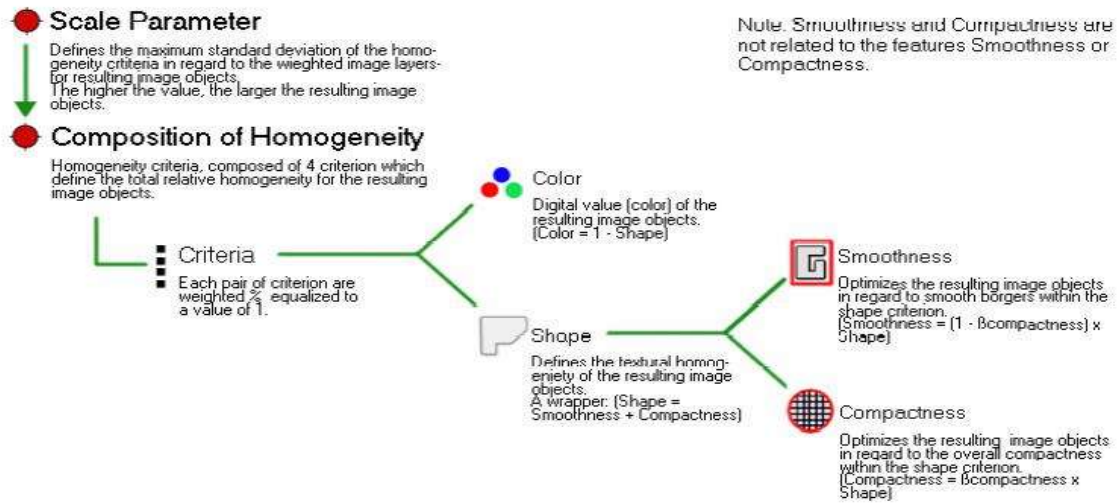 Scale Parameter
Defines the maximum standard deviation of the homo-
geneity crtiteria in regard to the wieghted image layers-
for resulting image objects.
The higher the value, the larger the resulting image
objects.
Note: Smoothness and Compactness are
not related to the features Smoothness or
Compactness.
Composition of Homogeneity
Homogeneity criteria, composed of 4 criterion which
define the total relative homogeneity for the resulting
image objects.
Color
Digital value (color) of the
resulting image objects.
(Color = 1 - Shape)
Criteria
Each pair of criterion are
weighted % equalized to
a value of 1.
Shape
Defines the textural homog-
eniety of the resulting image
objects.
A wrapper: (Shape =
Smoothness + Compactness)
Smoothness
Optimizes the resulting image objects
in regard to smooth borgers within the
shape criterion.
(Smoothness = (1 - ßcompactness) x
Shape)
Compactness
Optimizes the resulting image objects
in regard to the overall compactness
within the shape criterion.
(Compactness = ßcompactness x
Shape)